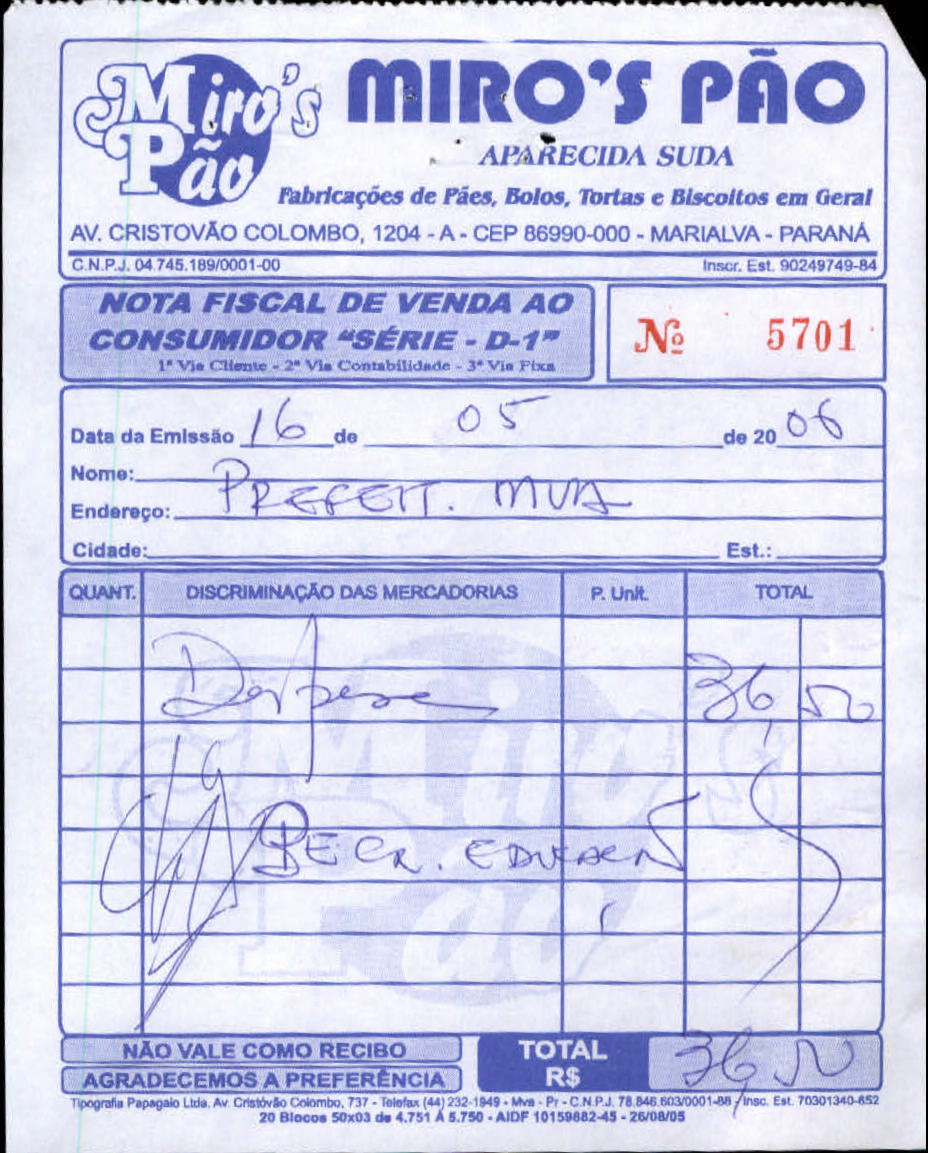 Miro's Pão
MIRO'S PÃO
APARECIDA SUDA
Fabricações de Pães, Bolos, Tortas e Biscoitos em Geral
AV. CRISTOVÃO COLOMBO, 1204 - A - CEP 86990-000 - MARIALVA - PARANÁ
C.N.P.J. 04.745.189/0001-00 Inscr. Est. 90249749-84
NOTA FISCAL DE VENDA AO
CONSUMIDOR "SÉRIE - D-1"
1ª Via Cliente - 2ª Via Contabilidade - 3ª Via Fixa
Nº 5701
Data da Emissão 16 de 05 de 20 06
Nome:
PREFEIT. MVA
Endereço:
Cidade: Est.:
QUANT. DISCRIMINAÇÃO DAS MERCADORIAS P. Unit. TOTAL
Despesa 36,50
Miro's
Pão
NÃO VALE COMO RECIBO
AGRADECEMOS A PREFERÊNCIA
TOTAL
R$ 36,50
Tipografia Papagaio Ltda. Av. Cristóvão Colombo, 737 - Telefax (44) 232-1949 - Mva - Pr - C.N.P.J. 78.846.603/0001-88 - Insc. Est. 70301340-652
20 Blocos 50x03 de 4.751 Á 5.750 - AIDF 10159882-45 - 26/08/05